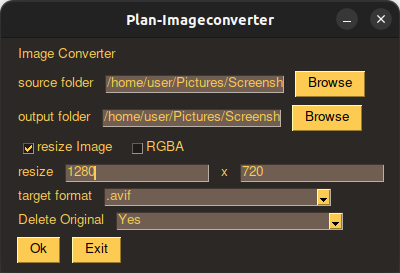 Plan-Imageconverter
Image Converter
source folder /home/user/Pictures/Screensh Browse
output folder /home/user/Pictures/Screensh Browse
resize Image RGBA
resize 1280 x 720
target format .avif
Delete Original Yes
Ok Exit